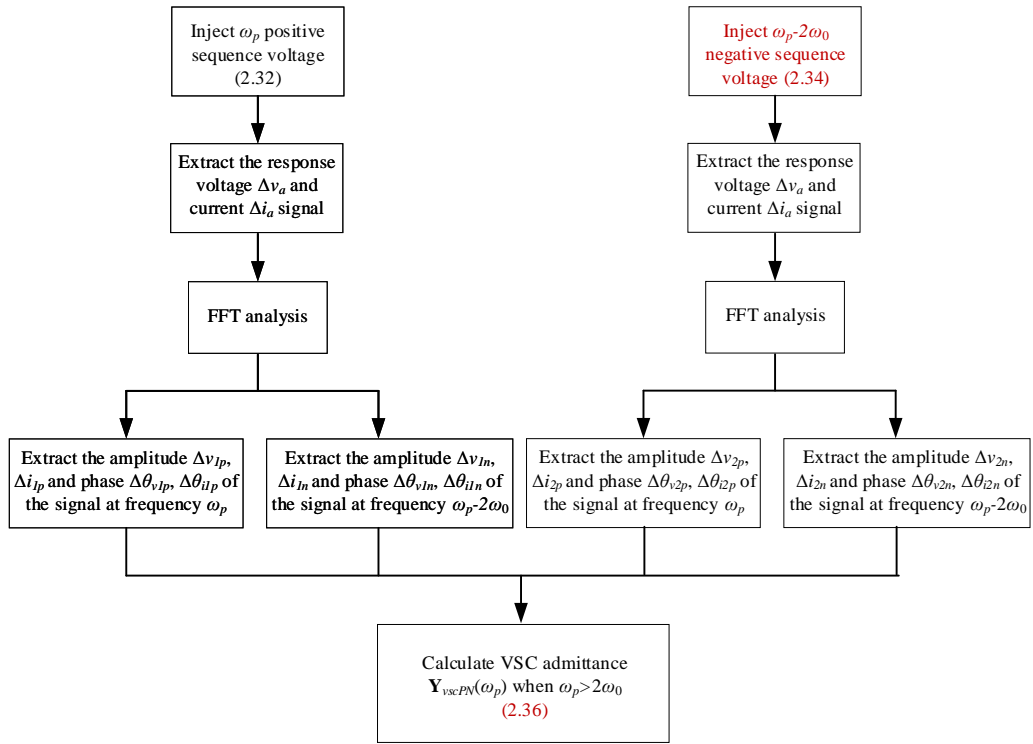 Inject ωp positive
sequence voltage
(2.32)
Extract the response
voltage Δva and
current Δia signal
FFT analysis
Extract the amplitude Δv1p,
Δi1p and phase Δθv1p, Δθi1p of
the signal at frequency ωp
Extract the amplitude Δv1n,
Δi1n and phase Δθv1n, Δθi1n of
the signal at frequency ωp-2ω0
Inject ωp-2ω0
negative sequence
voltage (2.34)
Extract the response
voltage Δva and
current Δia signal
FFT analysis
Extract the amplitude Δv2p,
Δi2p and phase Δθv2p, Δθi2p of
the signal at frequency ωp
Extract the amplitude Δv2n,
Δi2n and phase Δθv2n, Δθi2n of
the signal at frequency ωp-2ω0
Calculate VSC admittance
YvscPN(ωp) when ωp>2ω0
(2.36)